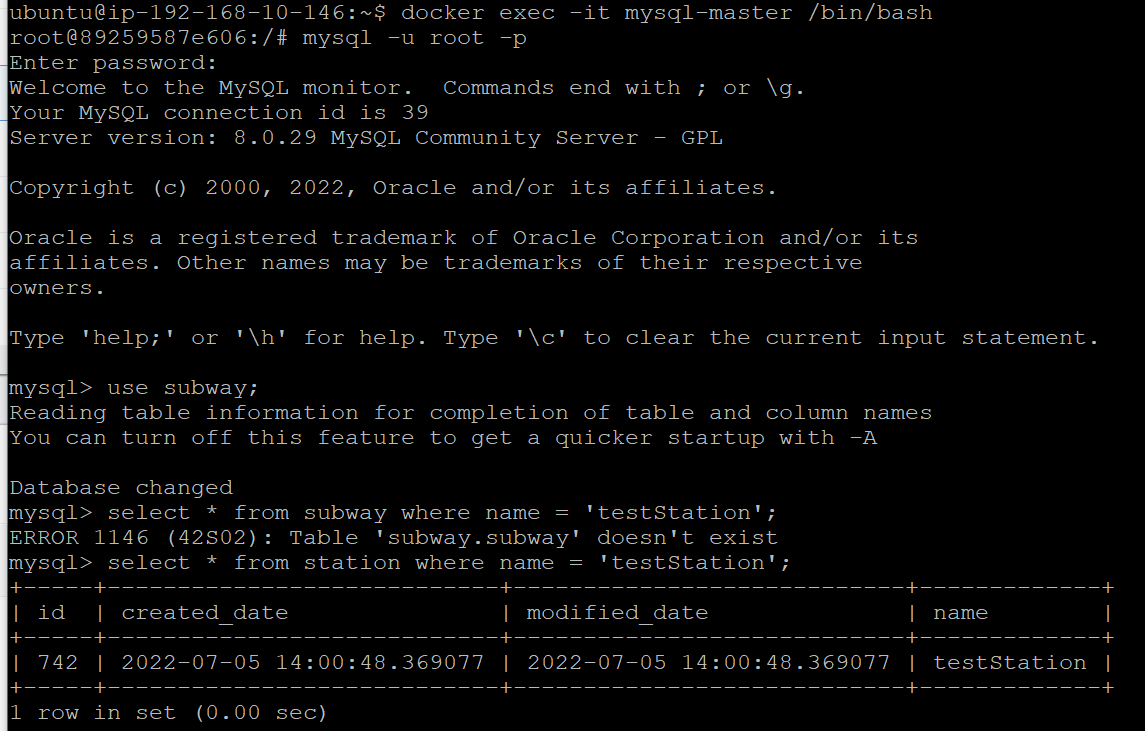 ubuntu@ip-192-168-10-146:~$ docker exec -it mysql-master /bin/bash
root@89259587e606:/# mysql -u root -p
Enter password:
Welcome to the MySQL monitor.  Commands end with ; or \g.
Your MySQL connection id is 39
Server version: 8.0.29 MySQL Community Server - GPL

Copyright (c) 2000, 2022, Oracle and/or its affiliates.

Oracle is a registered trademark of Oracle Corporation and/or its
affiliates. Other names may be trademarks of their respective
owners.

Type 'help;' or '\h' for help. Type '\c' to clear the current input statement.

mysql> use subway;
Reading table information for completion of table and column names
You can turn off this feature to get a quicker startup with -A

Database changed
mysql> select * from subway where name = 'testStation';
ERROR 1146 (42S02): Table 'subway.subway' doesn't exist
mysql> select * from station where name = 'testStation';
+-----+----------------------------+----------------------------+-------------+
| id  | created_date               | modified_date              | name        |
+-----+----------------------------+----------------------------+-------------+
| 742 | 2022-07-05 14:00:48.369077 | 2022-07-05 14:00:48.369077 | testStation |
+-----+----------------------------+----------------------------+-------------+
1 row in set (0.00 sec)